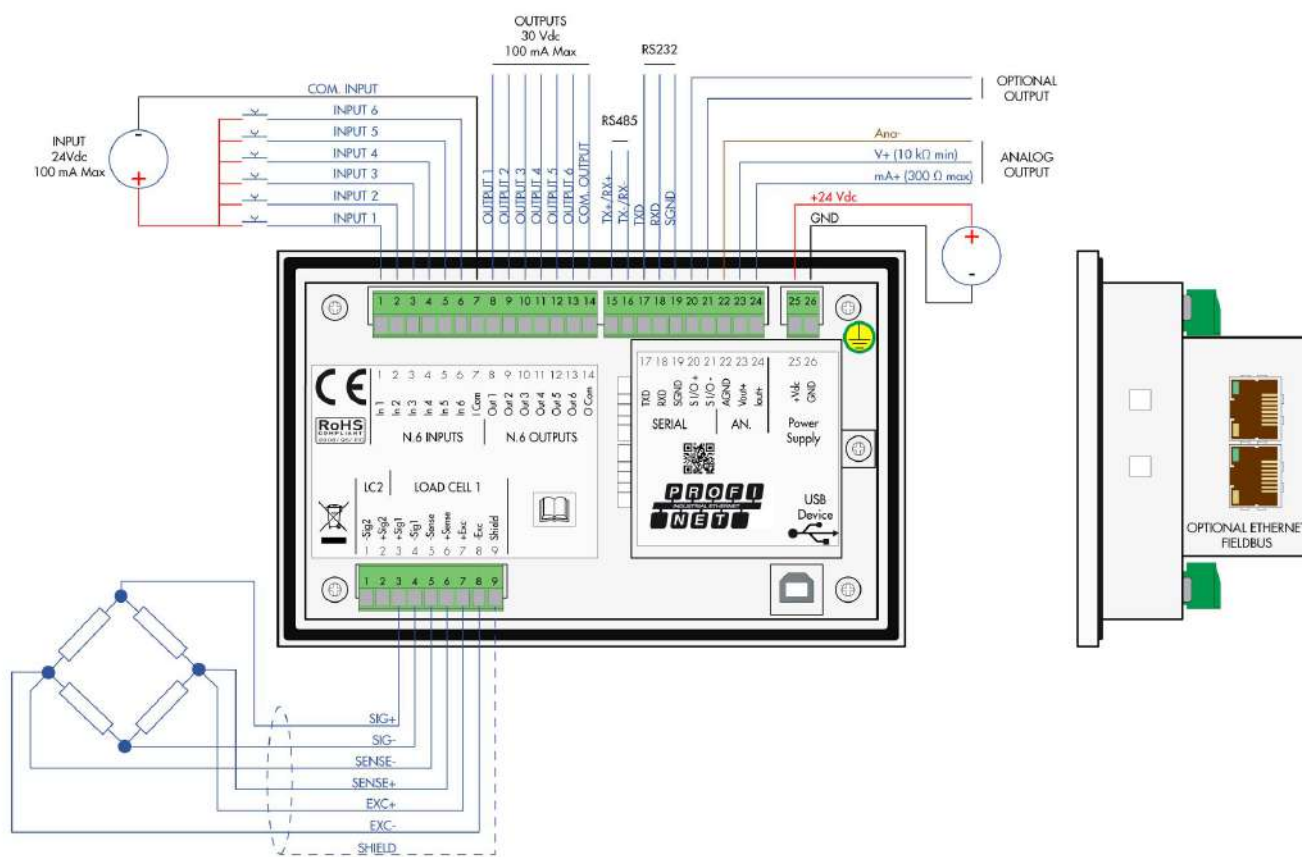 OUTPUTS
30 Vdc
100 mA Max
RS232
COM. INPUT
INPUT 6
INPUT 5
INPUT 4
INPUT 3
INPUT 2
INPUT 1
INPUT
24Vdc
100 mA Max
-
+
OUTPUT 1
OUTPUT 2
OUTPUT 3
OUTPUT 4
OUTPUT 5
OUTPUT 6
COM. OUTPUT
RS485
TX+/RX+
TX-/RX-
TXD
RXD
SGND
OPTIONAL
OUTPUT
Ana-
V+ (10 kΩ min)
mA+ (300 Ω max)
ANALOG
OUTPUT
+24 Vdc
GND
+
-
1 2 3 4 5 6 7 8 9 10 11 12 13 14
15 16 17 18 19 20 21 22 23 24
25 26
CE
RoHS
COMPLIANT
1 2 3 4 5 6 7 8 9 10 11 12 13 14
In 1
In 2
In 3
In 4
In 5
In 6
I Com
Out 1
Out 2
Out 3
Out 4
Out 5
Out 6
O Com
N.6 INPUTS
N.6 OUTPUTS
17 18 19 20 21 22 23 24
25 26
TXD
RXD
SGND
S I/O +
S I/O -
AGND
Vout+
Iout+
+Vdc
GND
SERIAL
AN.
Power
Supply
PROFI
INDUSTRIAL ETHERNET
NET
USB
Device
LC2
LOAD CELL 1
-Sig2
+Sig2
+Sig1
-Sig1
-Sense
+Sense
+Exc
-Exc
Shield
1 2 3 4 5 6 7 8 9
1 2 3 4 5 6 7 8 9
SIG+
SIG-
SENSE-
SENSE+
EXC+
EXC-
SHIELD
OPTIONAL ETHERNET
FIELDBUS